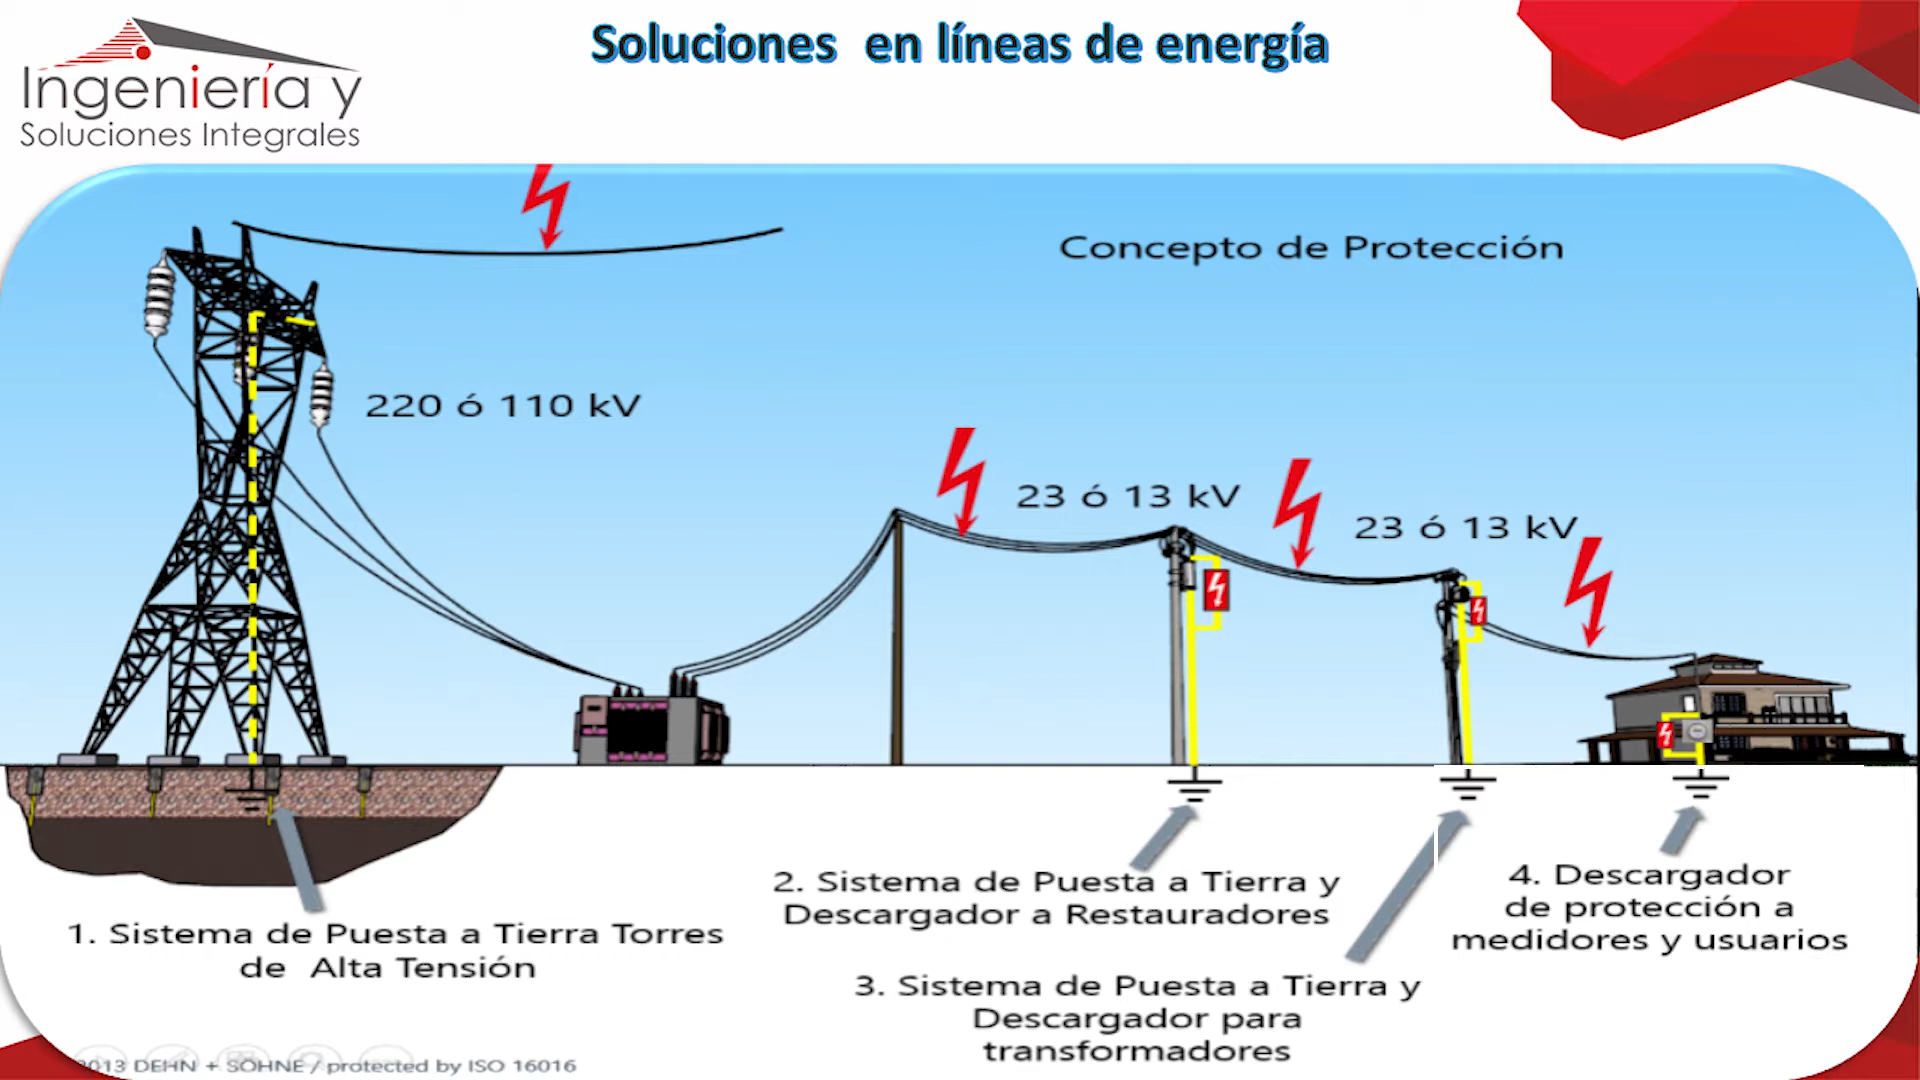 Ingeniería y
Soluciones Integrales
Soluciones en líneas de energía
Concepto de Protección
220 ó 110 kV
23 ó 13 kV
23 ó 13 kV
1. Sistema de Puesta a Tierra Torres
de Alta Tensión
2. Sistema de Puesta a Tierra y
Descargador a Restauradores
3. Sistema de Puesta a Tierra y
Descargador para
transformadores
4. Descargador
de protección a
medidores y usuarios
2013 DEHN + SÖHNE / protected by ISO 16016